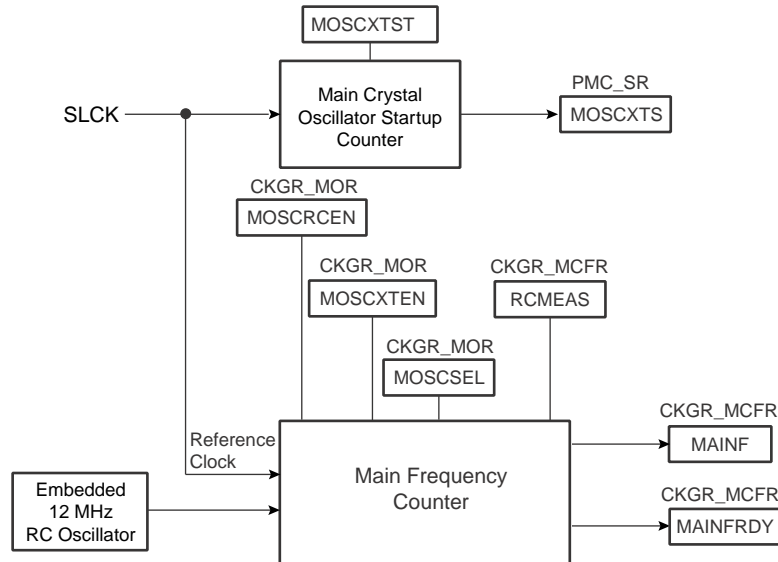 MOSCXTST
PMC_SR
SLCK
Main Crystal
Oscillator Startup
Counter
MOSCXTS
CKGR_MOR
MOSCRCEN
CKGR_MOR
MOSCXTEN
CKGR_MCFR
RCMEAS
CKGR_MOR
MOSCSEL
CKGR_MCFR
MAINF
Reference
Clock
Main Frequency
Counter
Embedded
12 MHz
RC Oscillator
CKGR_MCFR
MAINFRDY